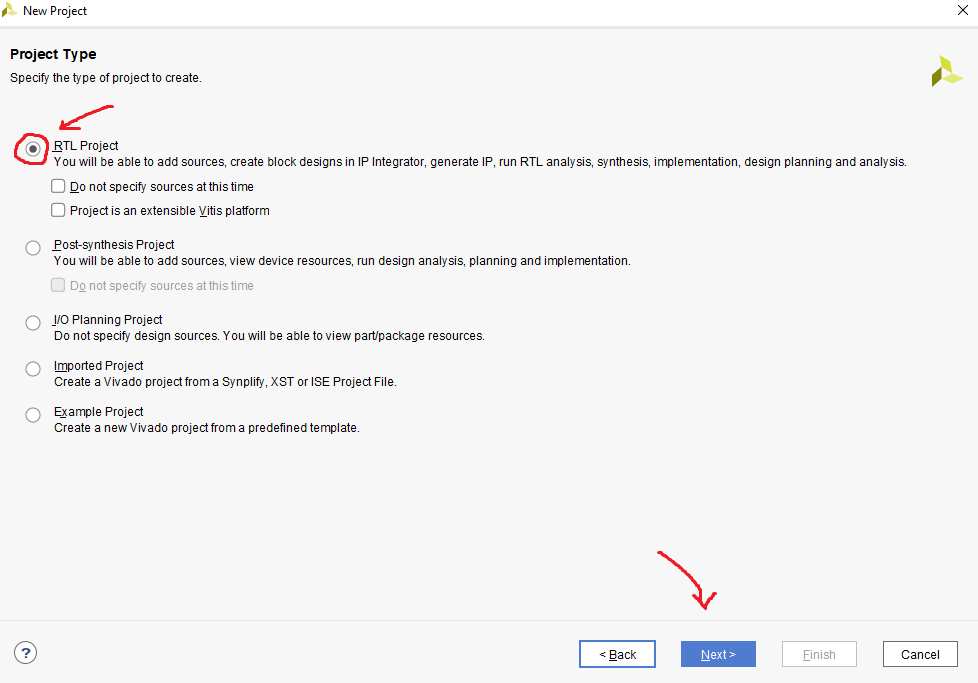 New Project
Project Type
Specify the type of project to create.
RTL Project
You will be able to add sources, create block designs in IP Integrator, generate IP, run RTL analysis, synthesis, implementation, design planning and analysis.
Do not specify sources at this time
Project is an extensible Vitis platform
Post-synthesis Project
You will be able to add sources, view device resources, run design analysis, planning and implementation.
Do not specify sources at this time
I/O Planning Project
Do not specify design sources. You will be able to view part/package resources.
Imported Project
Create a Vivado project from a Synplify, XST or ISE Project File.
Example Project
Create a new Vivado project from a predefined template.
? < Back Next > Finish Cancel